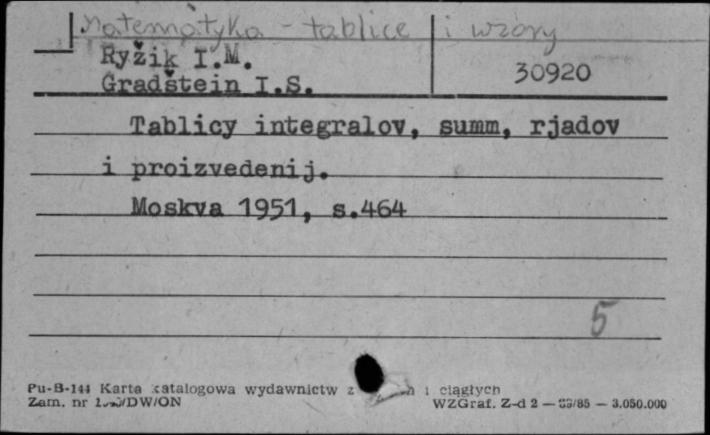 Matematyka - tablice i wzory
Ryžik I.M.
Gradštein I.S.
30920
Tablicy integralov, summ, rjadov
i proizvedenij.
Moskva 1951, s.464
5
Pu-B-144 Karta katalogowa wydawnictw z i ciągłych
Zam. nr /DW/ON
WZGraf. Z-d 2 — /85 — 3.050.000